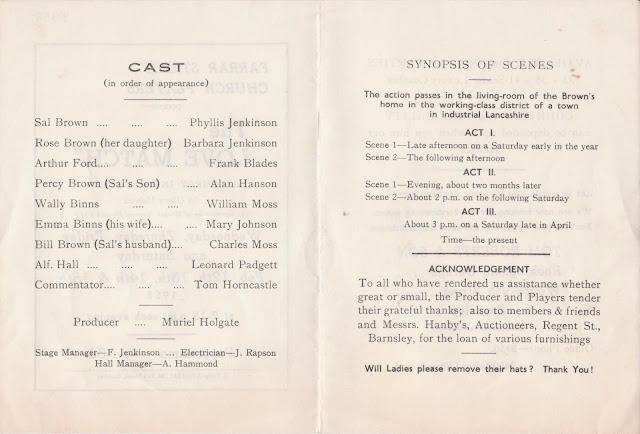 CAST
(in order of appearance)
Sal Brown .... .... .... Phyllis Jenkinson
Rose Brown (her daughter) Barbara Jenkinson
Arthur Ford.... .... .... Frank Blades
Percy Brown (Sal's Son) .... Alan Hanson
Wally Binns .... .... William Moss
Emma Binns (his wife).... .... Mary Johnson
Bill Brown (Sal's husband).... Charles Moss
Alf. Hall .... .... .... Leonard Padgett
Commentator.... .... .... Tom Horncastle
Producer .... Muriel Holgate
Stage Manager—F. Jenkinson ... Electrician—J. Rapson
Hall Manager—A. Hammond
SYNOPSIS OF SCENES
The action passes in the living-room of the Brown's
home in the working-class district of a town
in industrial Lancashire
ACT I.
Scene 1—Late afternoon on a Saturday early in the year
Scene 2—The following afternoon
ACT II.
Scene 1—Evening, about two months later
Scene 2—About 2 p.m. on the following Saturday
ACT III.
About 3 p.m. on a Saturday late in April
Time—the present
ACKNOWLEDGEMENT
To all who have rendered us assistance whether
great or small, the Producer and Players tender
their grateful thanks; also to members & friends
and Messrs. Hanby's, Auctioneers, Regent St.,
Barnsley, for the loan of various furnishings
Will Ladies please remove their hats? Thank You!